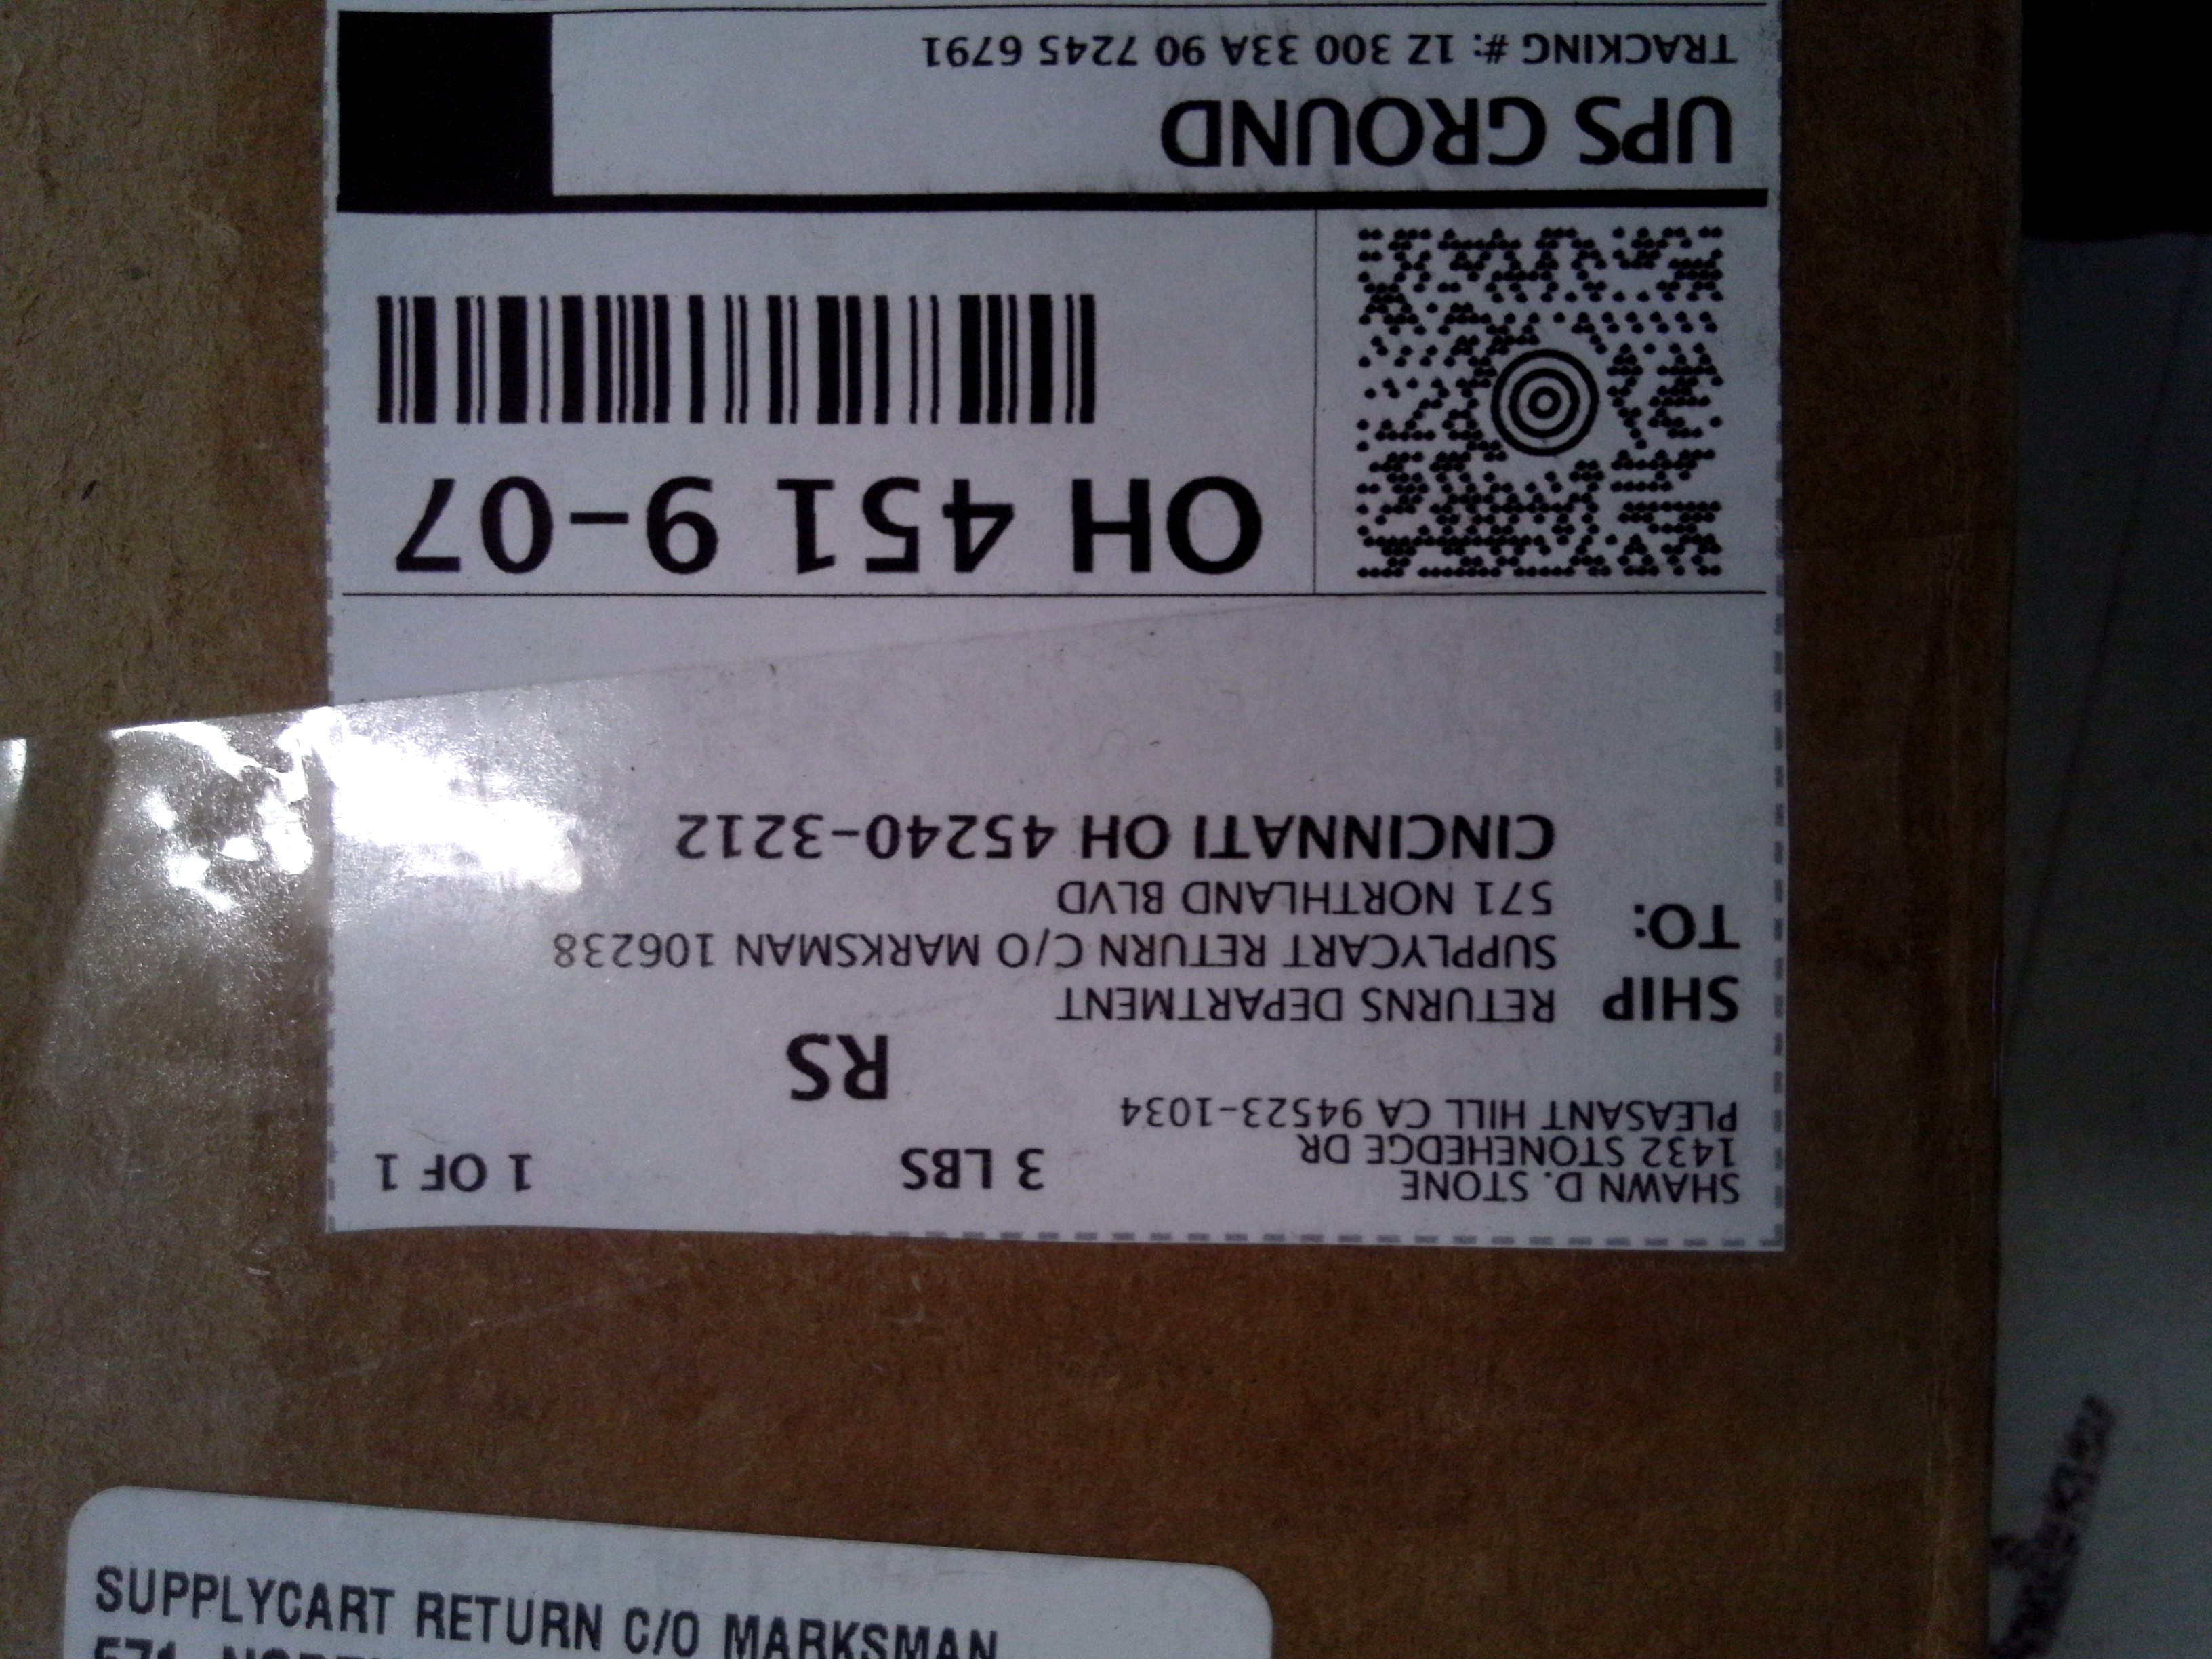 SHAWN D. STONE
1432 STONEHEDGE DR
PLEASANT HILL CA 94523-1034
3 LBS
1 OF 1
RS
SHIP
TO:
RETURNS DEPARTMENT
SUPPLYCART RETURN C/O MARKSMAN 106238
571 NORTHLAND BLVD
CINCINNATI OH 45240-3212
OH 451 9-07
UPS GROUND
TRACKING #: 1Z 300 33A 90 7245 6791
SUPPLYCART RETURN C/O MARKSMAN
571